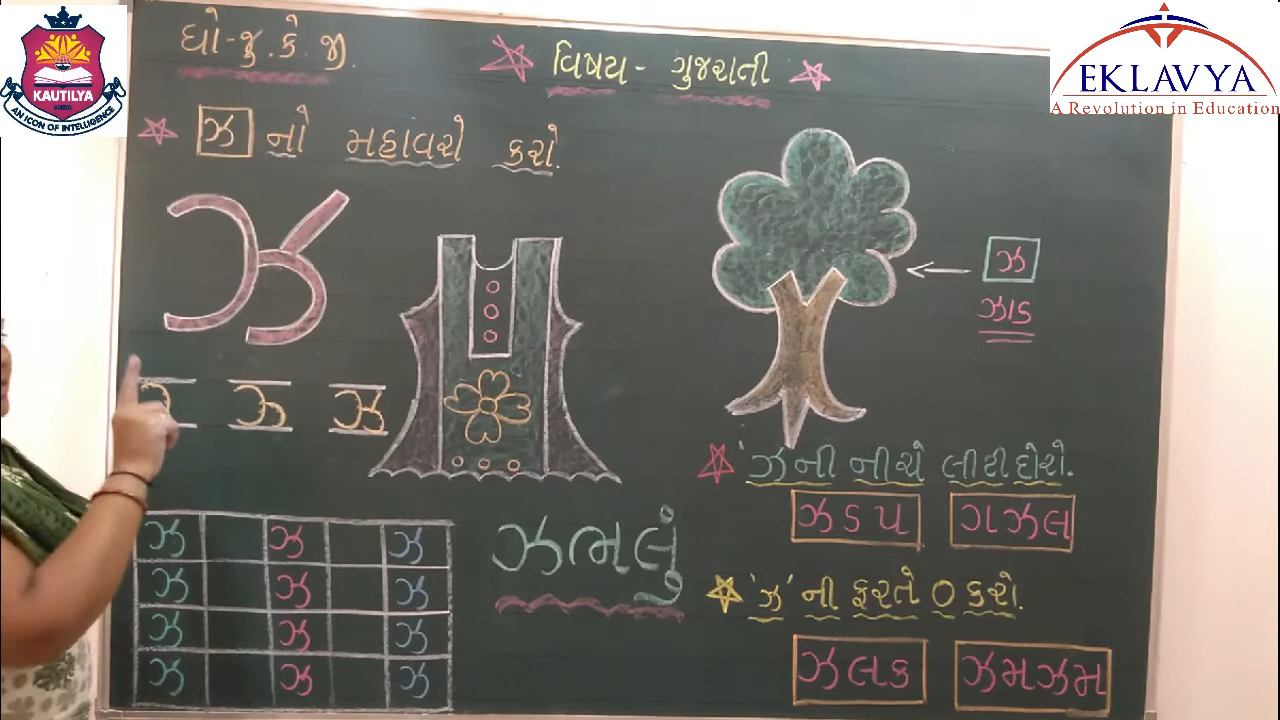 KAUTILYA
AN ICON OF INTELLIGENCE
EKLAVYA
A Revolution in Education
ધો-જુ.કે.જી.
વિષય- ગુજરાતી
ઝ નો મહાવરો કરો.
ઝ
ઝ
ઝાડ
ઝ
'ઝ ની નીચે લીટી દોરો.
ઝડપ ગઝલ
ઝભલું
ઝ ઝ ઝ
ઝ ઝ ઝ
ઝ ઝ ઝ
ઝ ઝ ઝ
'ઝ' ની ફરતે 0 કરો.
ઝલક ઝમઝમ